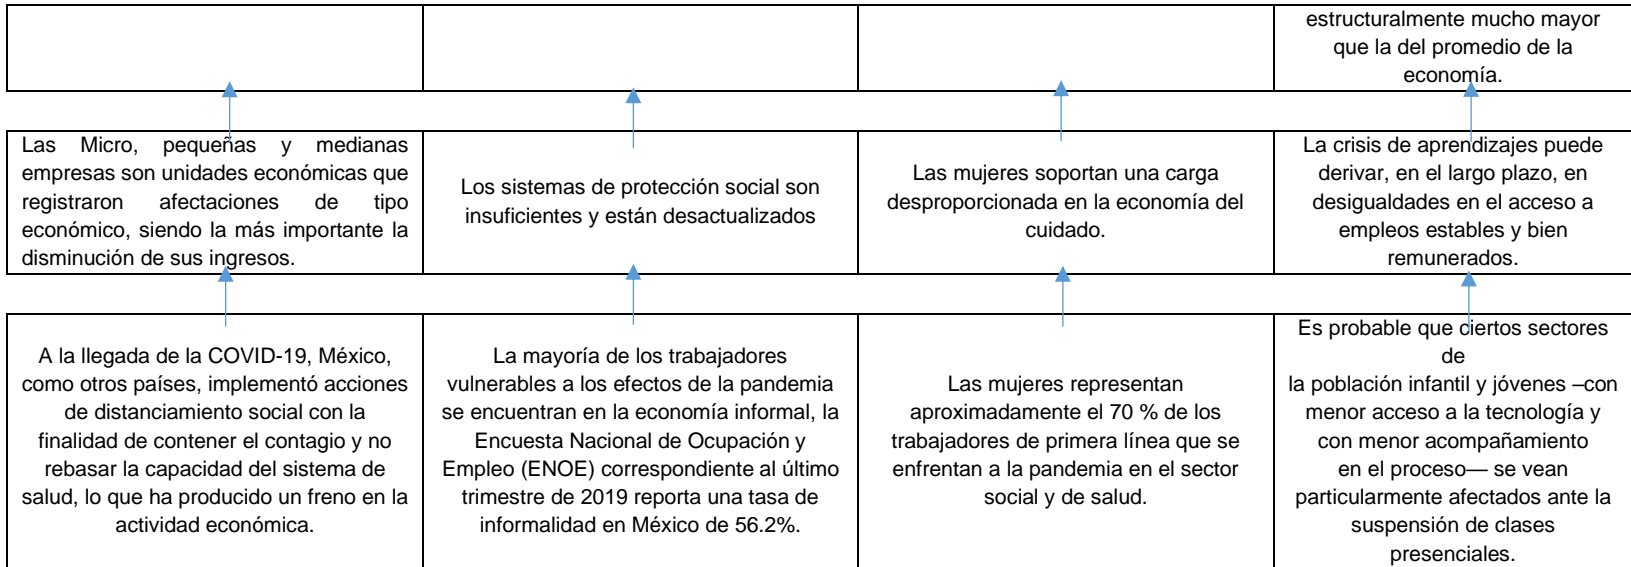 estructuralmente mucho mayor
que la del promedio de la
economía.
Las Micro, pequeñas y medianas
empresas son unidades económicas que
registraron afectaciones de tipo
económico, siendo la más importante la
disminución de sus ingresos.
Los sistemas de protección social son
insuficientes y están desactualizados
Las mujeres soportan una carga
desproporcionada en la economía del
cuidado.
La crisis de aprendizajes puede
derivar, en el largo plazo, en
desigualdades en el acceso a
empleos estables y bien
remunerados.
A la llegada de la COVID-19, México,
como otros países, implementó acciones
de distanciamiento social con la
finalidad de contener el contagio y no
rebasar la capacidad del sistema de
salud, lo que ha producido un freno en la
actividad económica.
La mayoría de los trabajadores
vulnerables a los efectos de la pandemia
se encuentran en la economía informal, la
Encuesta Nacional de Ocupación y
Empleo (ENOE) correspondiente al último
trimestre de 2019 reporta una tasa de
informalidad en México de 56.2%.
Las mujeres representan
aproximadamente el 70 % de los
trabajadores de primera línea que se
enfrentan a la pandemia en el sector
social y de salud.
Es probable que ciertos sectores
de
la población infantil y jóvenes –con
menor acceso a la tecnología y
con menor acompañamiento
en el proceso— se vean
particularmente afectados ante la
suspensión de clases
presenciales.